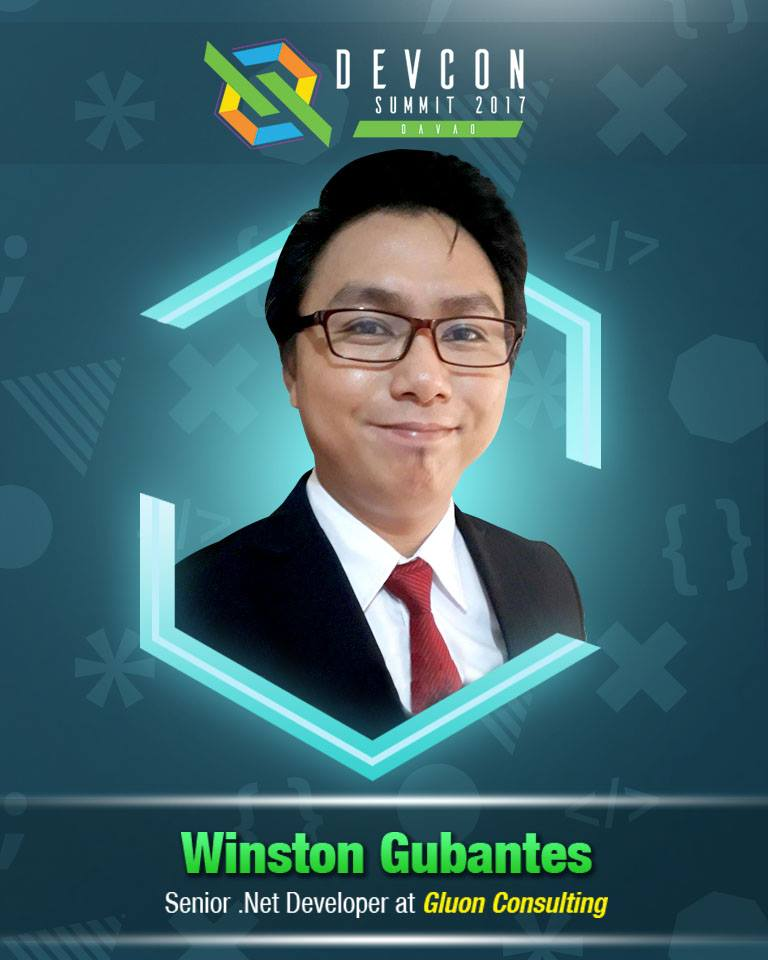 DEVCON
SUMMIT 2017
DAVAO
Winston Gubantes
Senior .Net Developer at Gluon Consulting